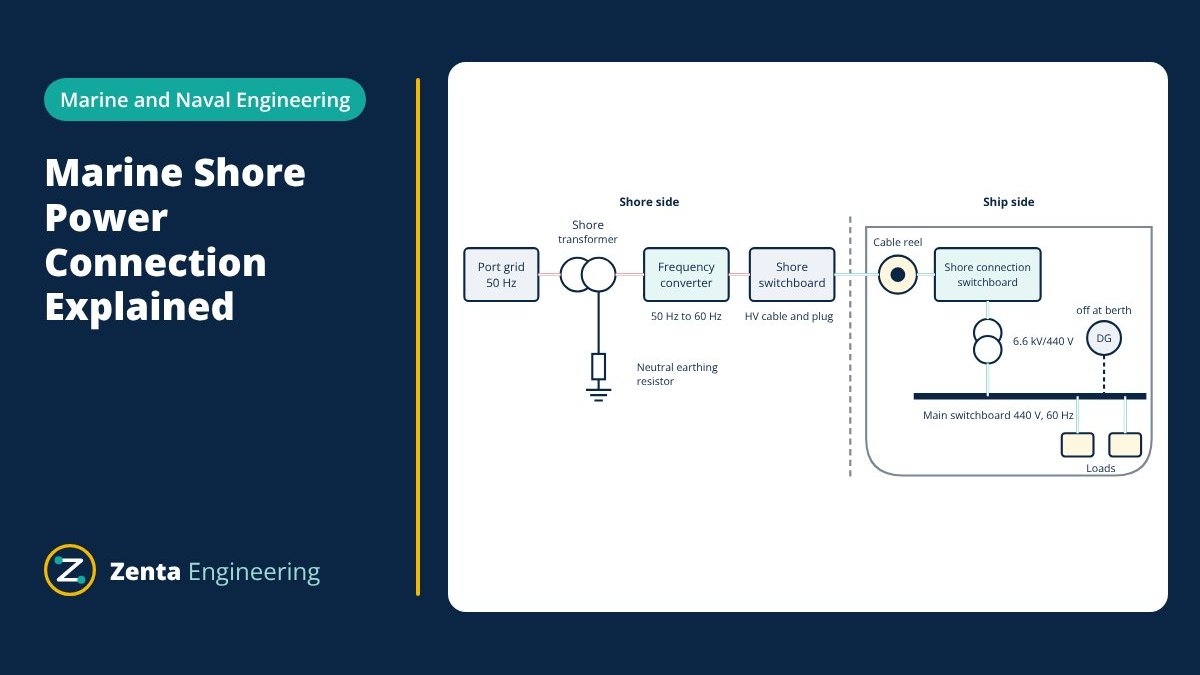 Marine and Naval Engineering
Marine Shore
Power
Connection
Explained
Zenta Engineering
Shore side
Shore
transformer
Port grid
50 Hz
Frequency
converter
Shore
switchboard
50 Hz to 60 Hz
HV cable and plug
Neutral earthing
resistor
Ship side
Cable reel
Shore connection
switchboard
off at berth
6.6 kV/440 V
DG
Main switchboard 440 V, 60 Hz
Loads